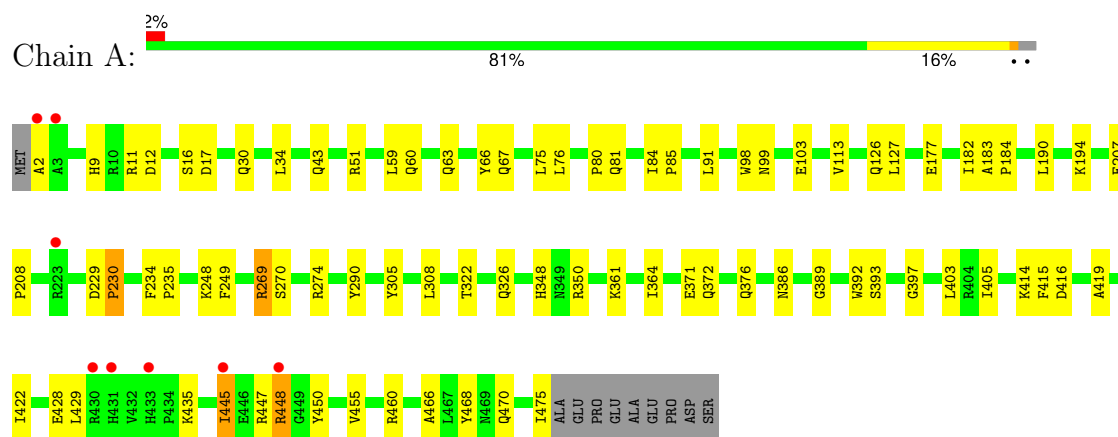 2%
Chain A:
81% 16% • •
MET A2 A3 H9 R10 R11 D12 S16 D17 Q30 L34 Q43 R51 L59 Q60 Q63 Y66 Q67 L75 L76 P80 Q81 I84 P85 L91 W98 N99 E103 V113 Q126 L127 E177 I182 A183 P184 L190 K194
P208 R223 D229 P230 F234 P235 K248 F249 R269 S270 R274 Y290 Y305 L308 T322 Q326 H348 N349 R350 K361 I364 E371 Q372 Q376 N386 G389 W392 S393 G397 L403 R404 I405 K414 F415 D416 A419
I422 E428 L429 R430 H431 V432 H433 P434 K435 I445 E446 R447 R448 G449 Y450 V455 R460 A466 L467 Y468 N469 Q470 I475 ALA GLU PRO GLU ALA GLU PRO ASP SER